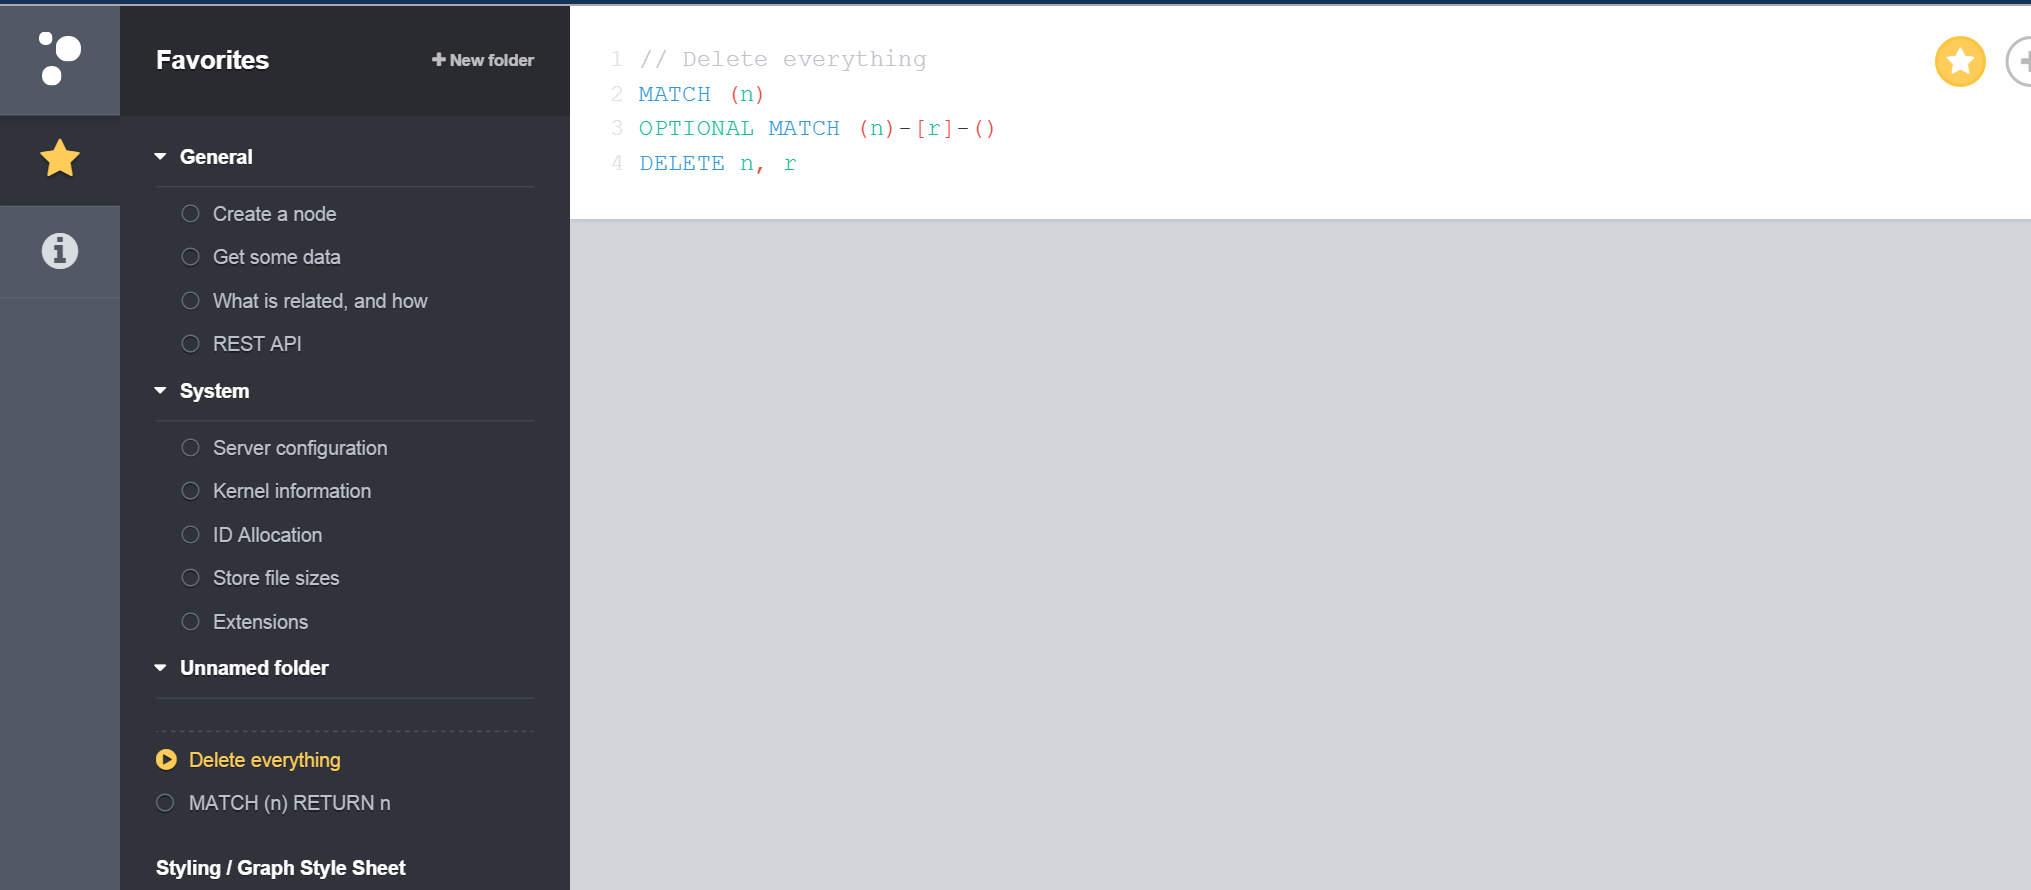 Favorites
+ New folder
General
Create a node
Get some data
What is related, and how
REST API
System
Server configuration
Kernel information
ID Allocation
Store file sizes
Extensions
Unnamed folder
Delete everything
MATCH (n) RETURN n
Styling / Graph Style Sheet
1 // Delete everything
2 MATCH (n)
3 OPTIONAL MATCH (n)-[r]-()
4 DELETE n, r